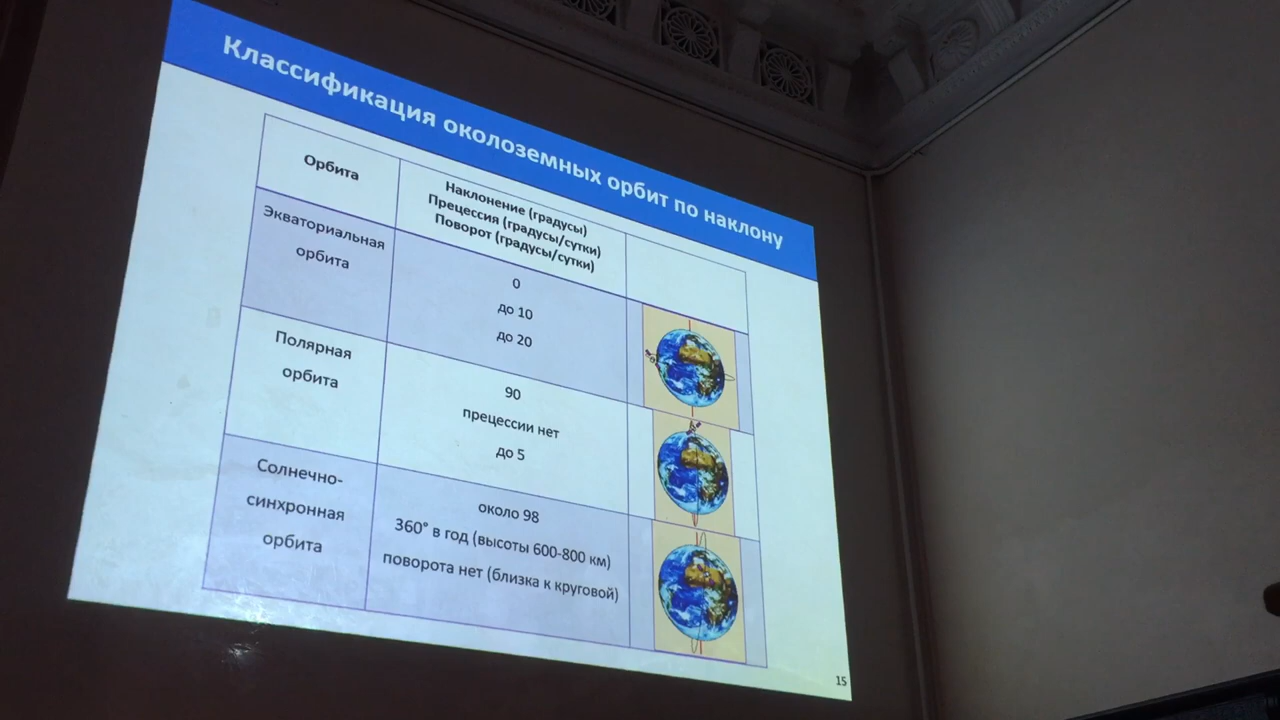 Классификация околоземных орбит по наклону
Орбита
Наклонение (градусы)
Прецессия (градусы/сутки)
Поворот (градусы/сутки)
Экваториальная
орбита
0
до 10
до 20
Полярная
орбита
90
прецессии нет
до 5
Солнечно-
синхронная
орбита
около 98
360° в год (высоты 600-800 км)
поворота нет (близка к круговой)
15